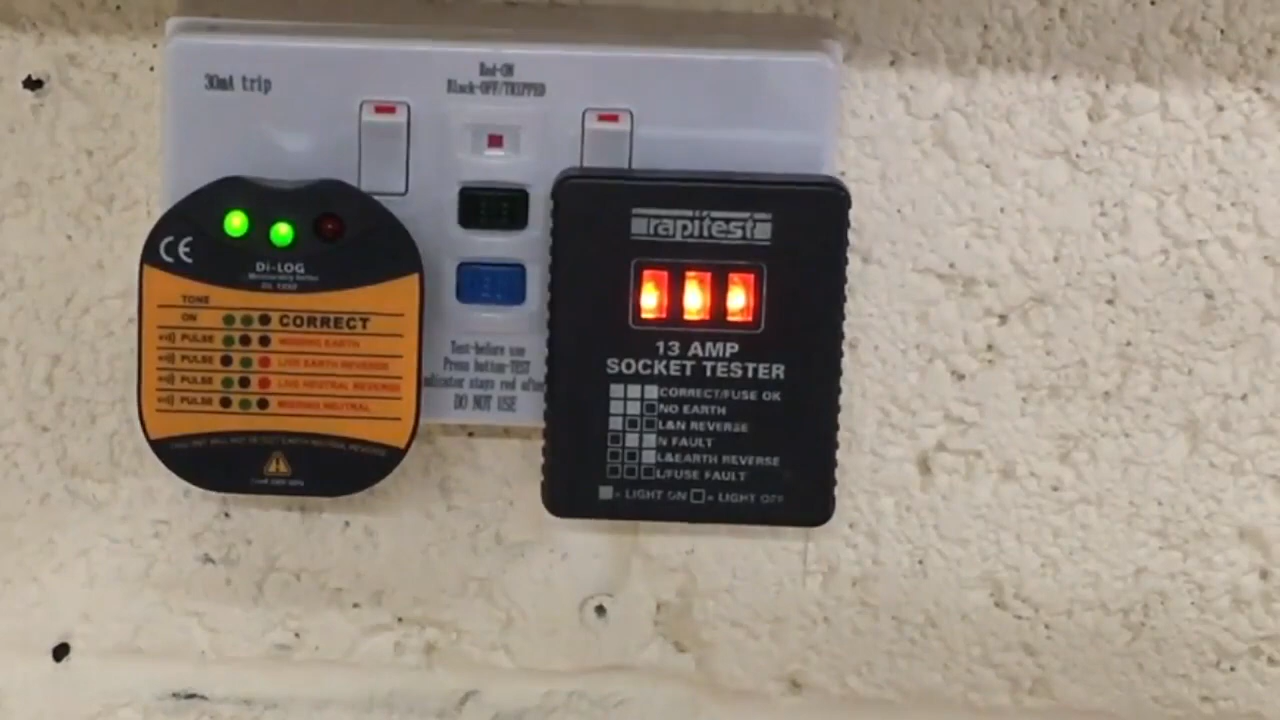 30mA trip
Red-ON
Black-OFF/TRIPPED
CE
Di-LOG
TONE
ON CORRECT
PULSE MISSING EARTH
PULSE LIVE EARTH REVERSE
PULSE LIVE NEUTRAL REVERSE
PULSE MISSING NEUTRAL
Test-before use
Press button-TEST
indicator stays red after
DO NOT USE
rapitest
13 AMP
SOCKET TESTER
CORRECT/FUSE OK
NO EARTH
L&N REVERSE
N FAULT
L&EARTH REVERSE
L/FUSE FAULT
= LIGHT ON = LIGHT OFF